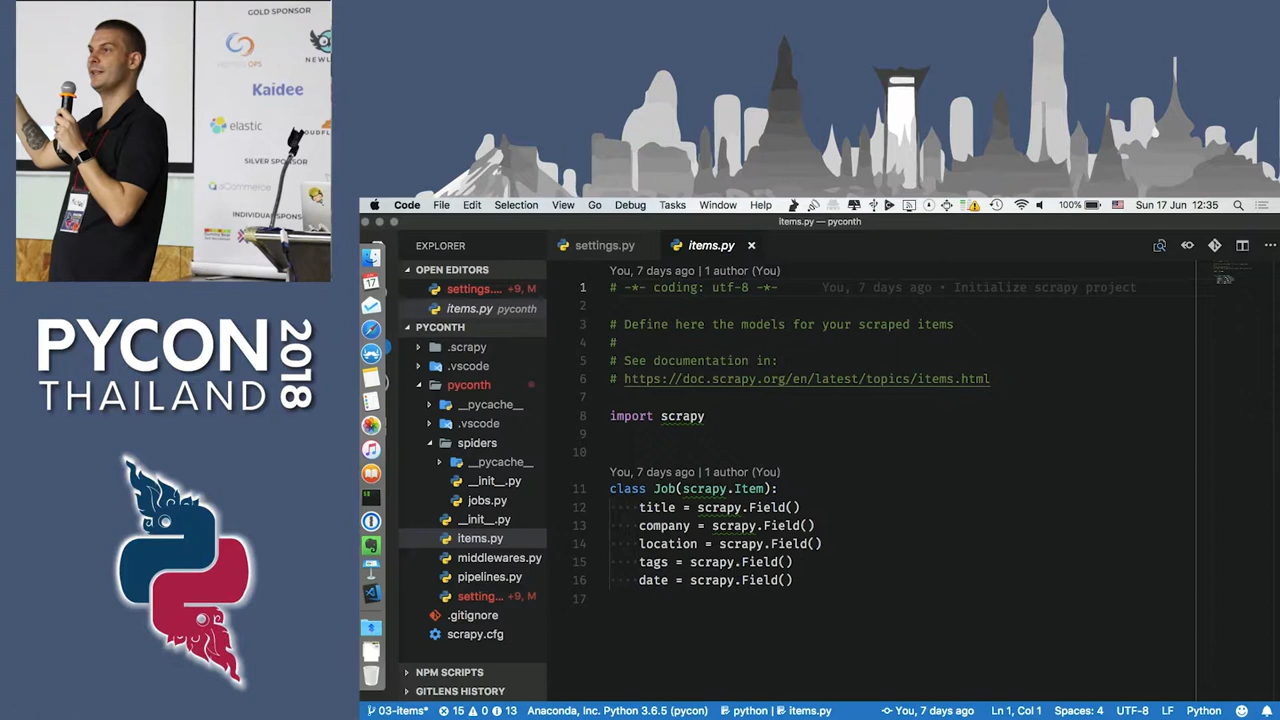 GOLD SPONSOR
Kaidee
elastic
SILVER SPONSOR
aCommerce
PYCON
THAILAND
2018
Code File Edit Selection View Go Debug Tasks Window Help 100% Sun 17 Jun 12:35
items.py — pyconth
EXPLORER
OPEN EDITORS
settings.... +9, M
items.py pyconth
PYCONTH
.scrapy
.vscode
pyconth
__pycache__
.vscode
spiders
__pycache__
__init__.py
jobs.py
__init__.py
items.py
middlewares.py
pipelines.py
setting... +9, M
.gitignore
scrapy.cfg
NPM SCRIPTS
GITLENS HISTORY
settings.py items.py
You, 7 days ago | 1 author (You)
1 # -*- coding: utf-8 -*- You, 7 days ago • Initialize scrapy project
2
3 # Define here the models for your scraped items
4 #
5 # See documentation in:
6 # https://doc.scrapy.org/en/latest/topics/items.html
7
8 import scrapy
9
10
You, 7 days ago | 1 author (You)
11 class Job(scrapy.Item):
12 title = scrapy.Field()
13 company = scrapy.Field()
14 location = scrapy.Field()
15 tags = scrapy.Field()
16 date = scrapy.Field()
17
03-items* 15 0 13 Anaconda, Inc. Python 3.6.5 (pycon) python | items.py You, 7 days ago Ln 1, Col 1 Spaces: 4 UTF-8 LF Python